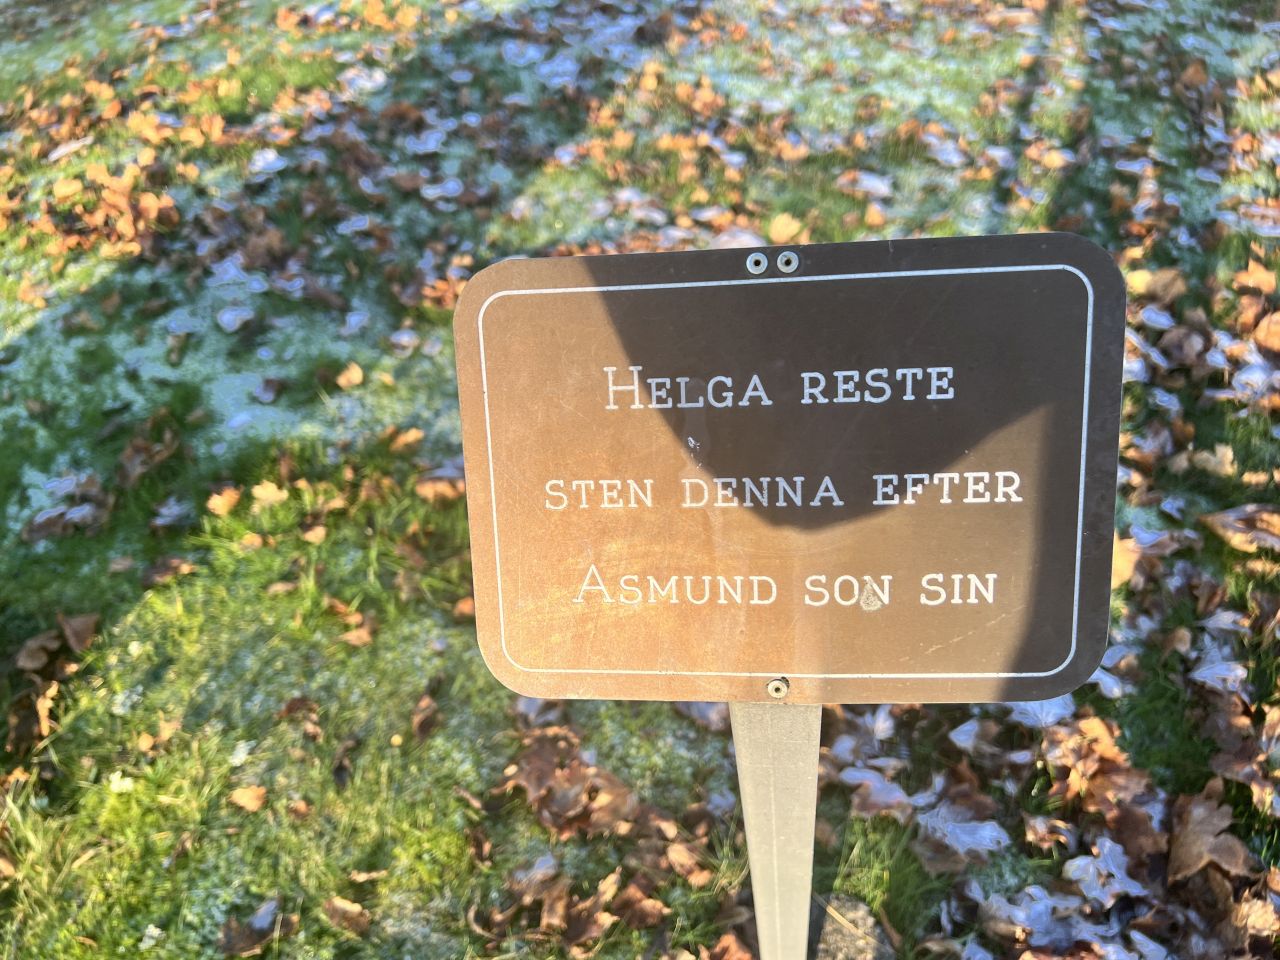 Helga reste
sten denna efter
Asmund son sin